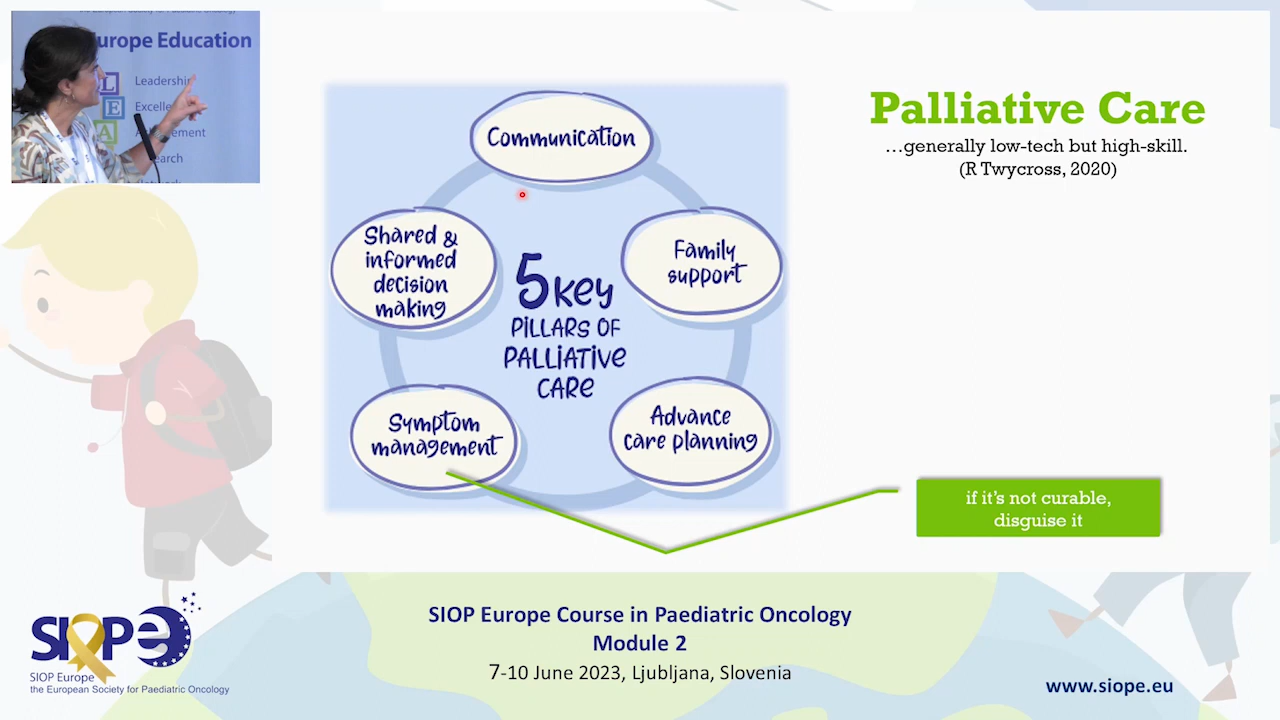 urope Education
Leadershi
Excelle
A
L
E
Palliative Care
…generally low-tech but high-skill.
(R Twycross, 2020)
Communication
Shared &
informed
decision
making
Family
support
5 key
PILLARS OF
PALLIATIVE
CARE
Symptom
management
Advance
care planning
if it's not curable,
disguise it
SIOP Europe Course in Paediatric Oncology
Module 2
7-10 June 2023, Ljubljana, Slovenia
SIOPe
SIOP Europe
the European Society for Paediatric Oncology
www.siope.eu